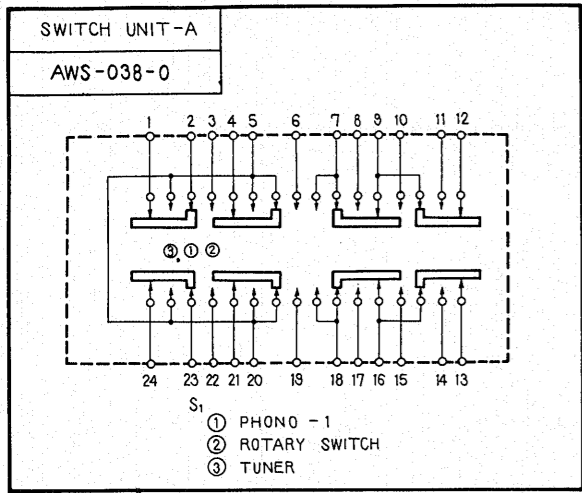 SWITCH UNIT-A
AWS-038-0
1 2 3 4 5 6 7 8 9 10 11 12
③ ① ②
24 23 22 21 20 19 18 17 16 15 14 13
S1
① PHONO -1
② ROTARY SWITCH
③ TUNER